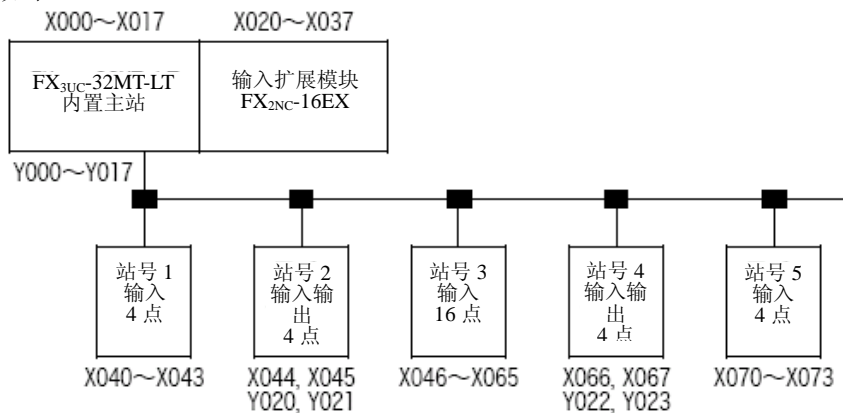 X000～X017
X020～X037
FX3UC-32MT-LT
内置主站
输入扩展模块
FX2NC-16EX
Y000～Y017
站号 1
输入
4 点
站号 2
输入输
出
4 点
站号 3
输入
16 点
站号 4
输入输
出
4 点
站号 5
输入
4 点
X040～X043
X044, X045
Y020, Y021
X046～X065
X066, X067
Y022, Y023
X070～X073